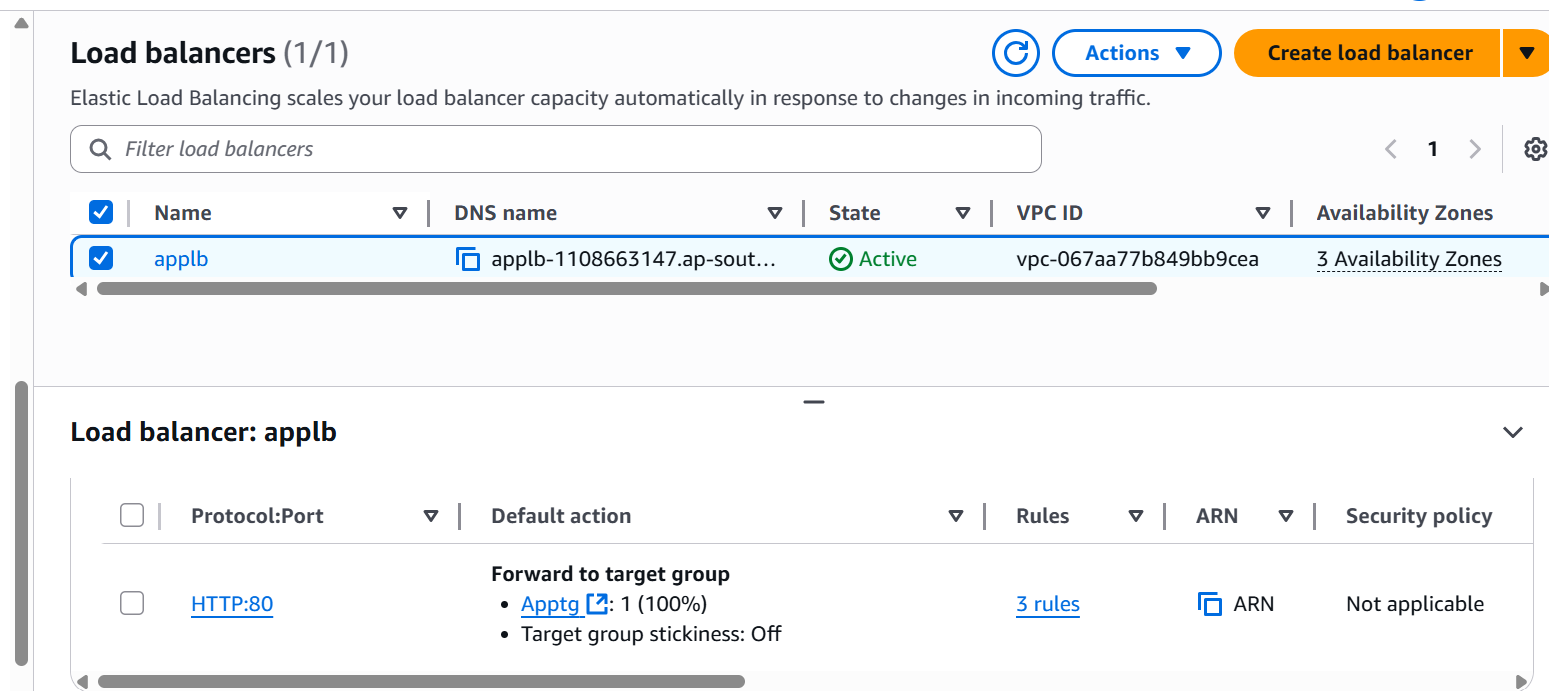 Load balancers (1/1)
Actions
Create load balancer
Elastic Load Balancing scales your load balancer capacity automatically in response to changes in incoming traffic.
Filter load balancers
1
Name DNS name State VPC ID Availability Zones
applb applb-1108663147.ap-sout... Active vpc-067aa77b849bb9cea 3 Availability Zones
Load balancer: applb
Protocol:Port Default action Rules ARN Security policy
Forward to target group
HTTP:80 • Apptg : 1 (100%) 3 rules ARN Not applicable
• Target group stickiness: Off